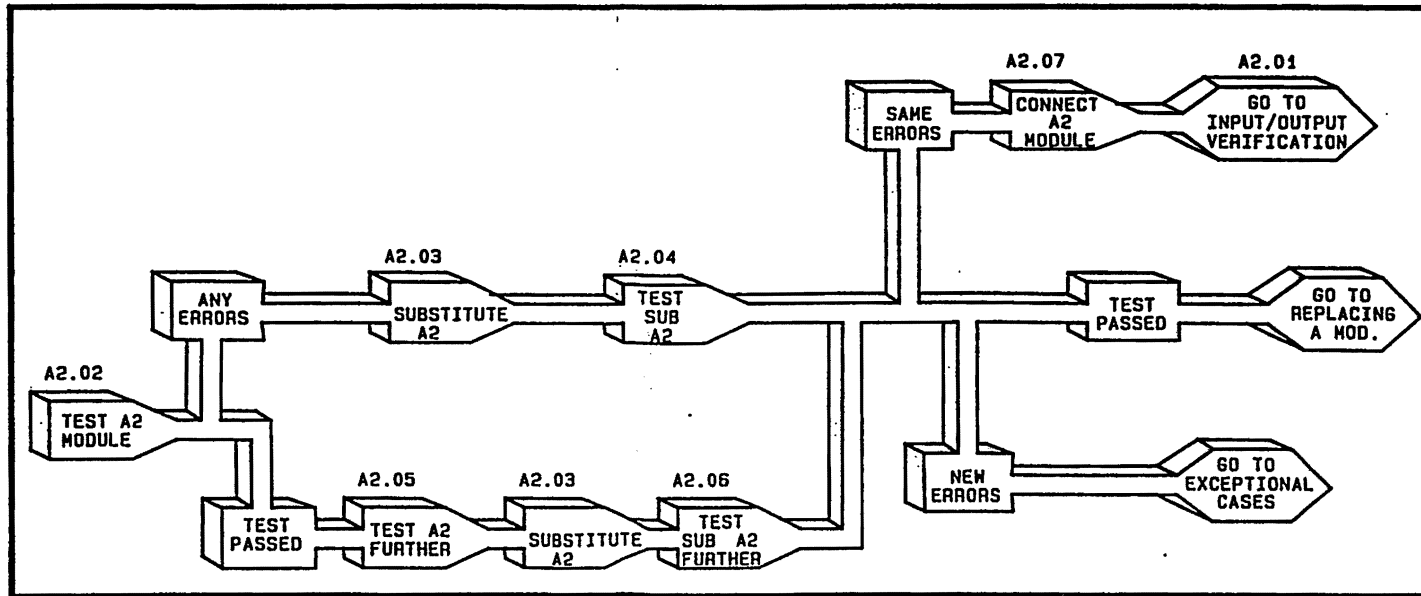 A2.07
A2.01
SAME
ERRORS
CONNECT
A2
MODULE
GO TO
INPUT/OUTPUT
VERIFICATION
A2.03
A2.04
ANY
ERRORS
SUBSTITUTE
A2
TEST
SUB
A2
TEST
PASSED
GO TO
REPLACING
A MOD.
A2.02
TEST A2
MODULE
A2.05
A2.03
A2.06
TEST
PASSED
TEST A2
FURTHER
SUBSTITUTE
A2
TEST
SUB A2
FURTHER
NEW
ERRORS
GO TO
EXCEPTIONAL
CASES